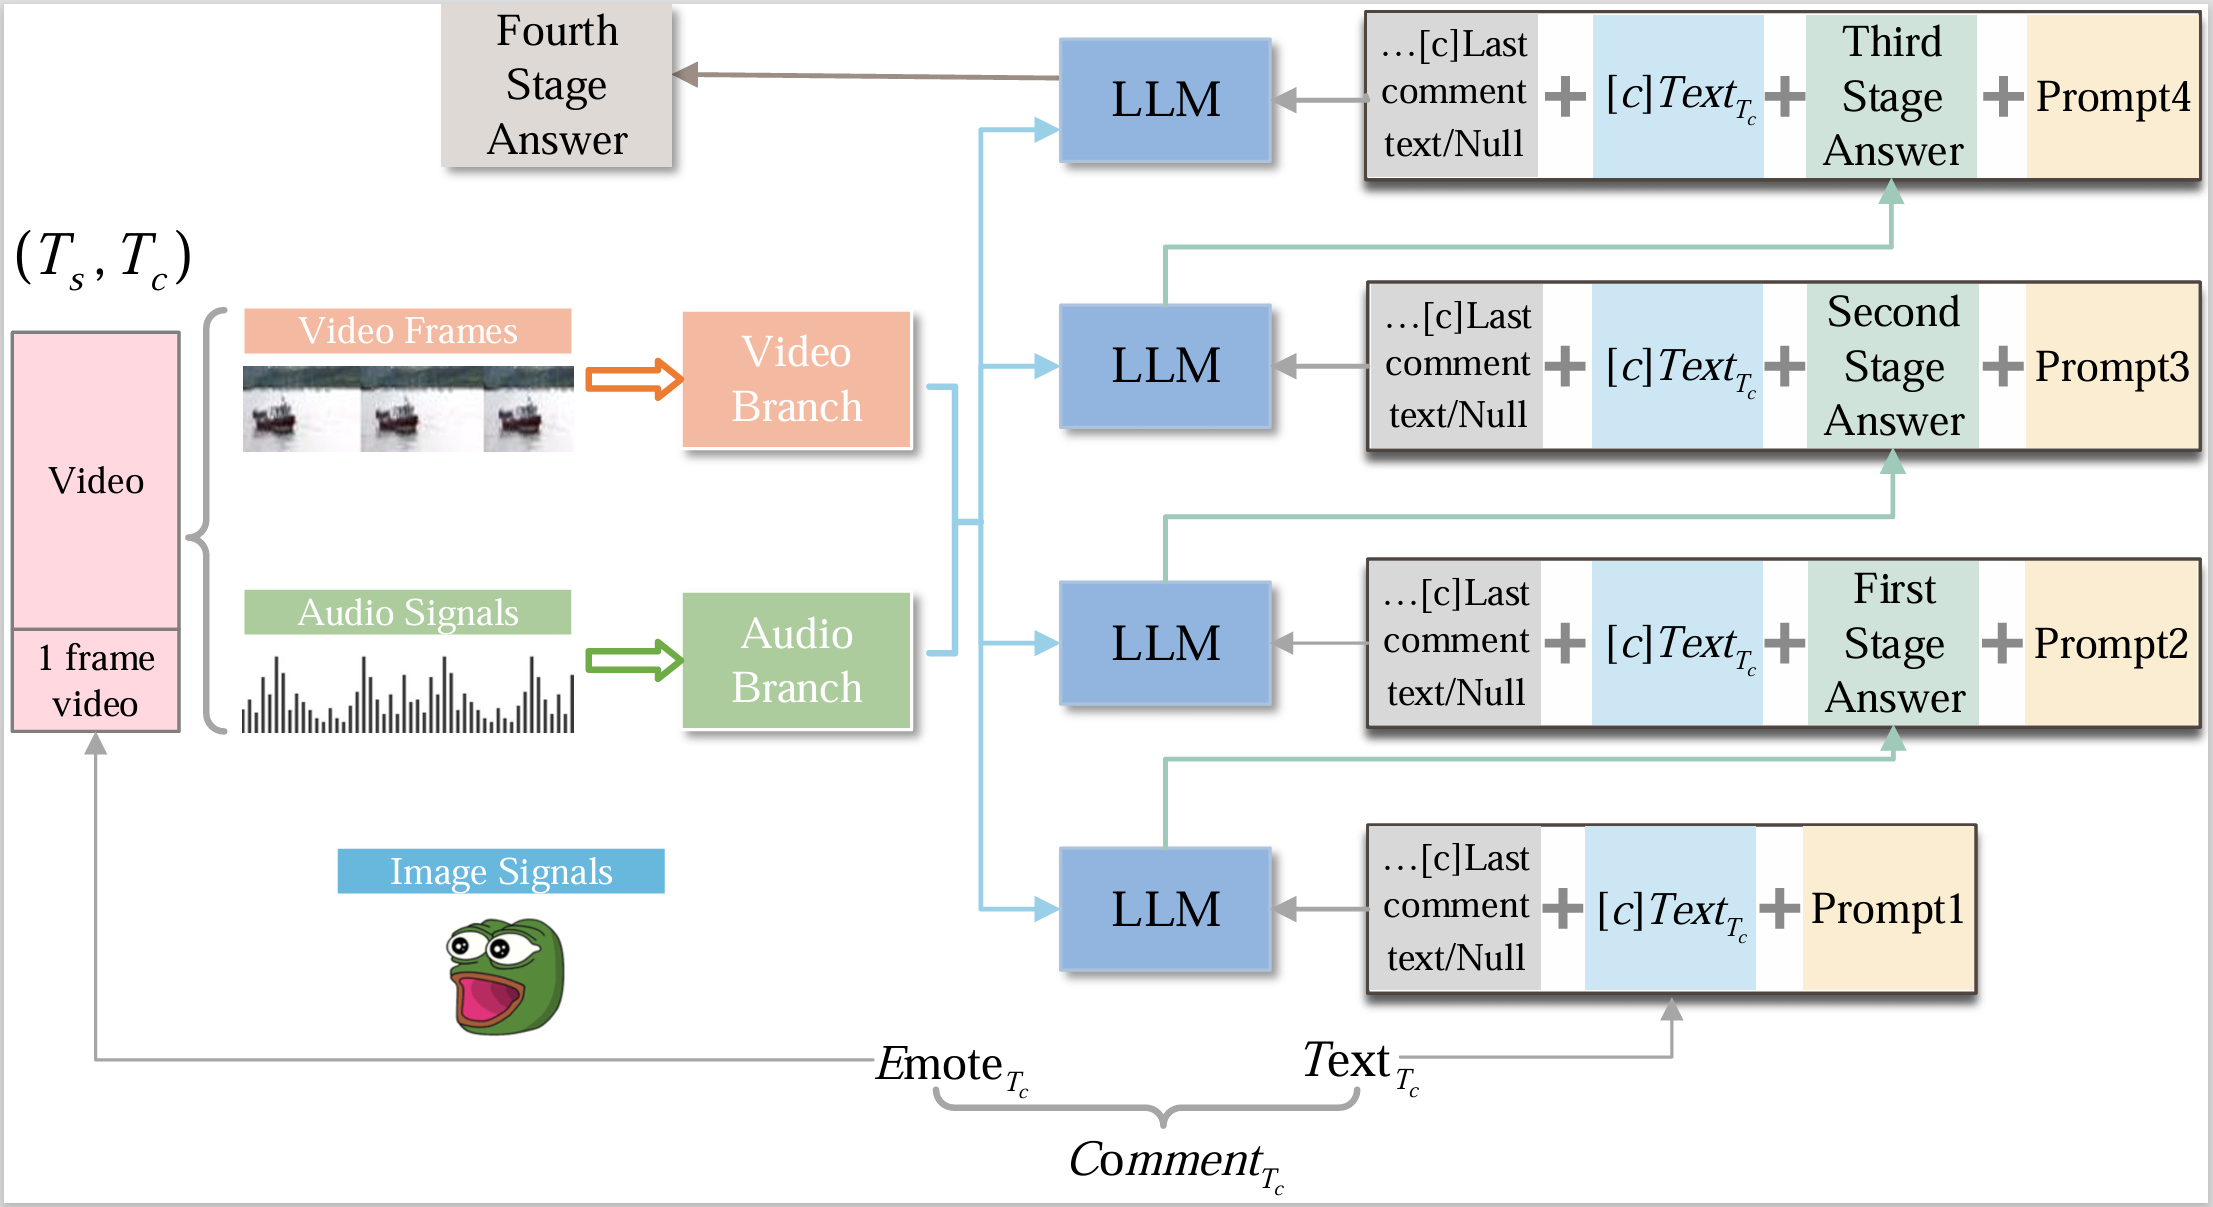 Fourth
Stage
Answer
LLM
…[c]Last
comment
text/Null
+
[c]Text_{T_c}
+
Third
Stage
Answer
+
Prompt4
(T_s, T_c)
Video
1 frame
video
Video Frames
Video
Branch
LLM
…[c]Last
comment
text/Null
+
[c]Text_{T_c}
+
Second
Stage
Answer
+
Prompt3
Audio Signals
Audio
Branch
LLM
…[c]Last
comment
text/Null
+
[c]Text_{T_c}
+
First
Stage
Answer
+
Prompt2
Image Signals
LLM
…[c]Last
comment
text/Null
+
[c]Text_{T_c}
+
Prompt1
Emote_{T_c}
Text_{T_c}
Comment_{T_c}